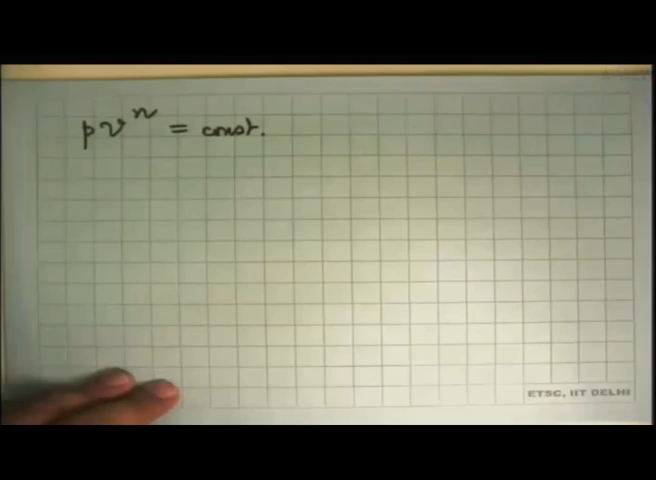 pv^n = const.
ETSC, IIT DELHI